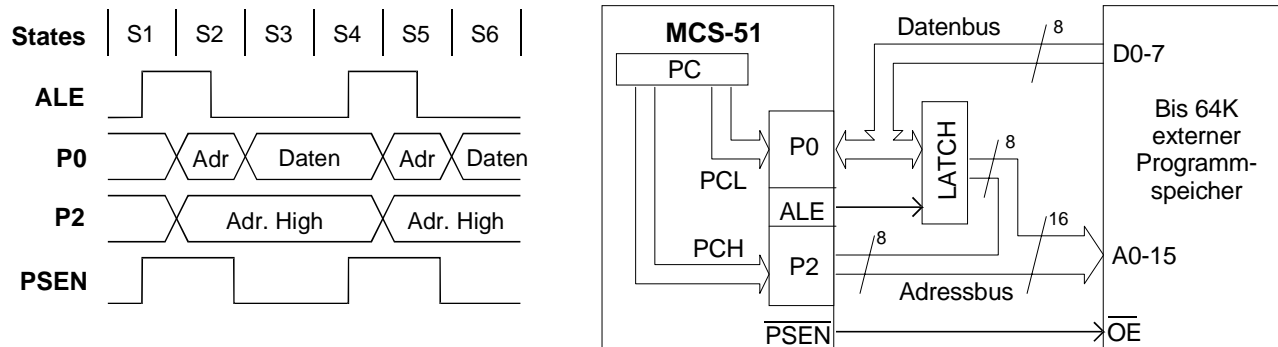 States S1 S2 S3 S4 S5 S6
ALE
P0 Adr Daten Adr Daten
P2 Adr. High Adr. High
PSEN
MCS-51
PC
PCL
PCH
P0
ALE
P2
PSEN
Datenbus
8
LATCH
8
8
16
Adressbus
D0-7
Bis 64K
externer
Programm-
speicher
A0-15
OE